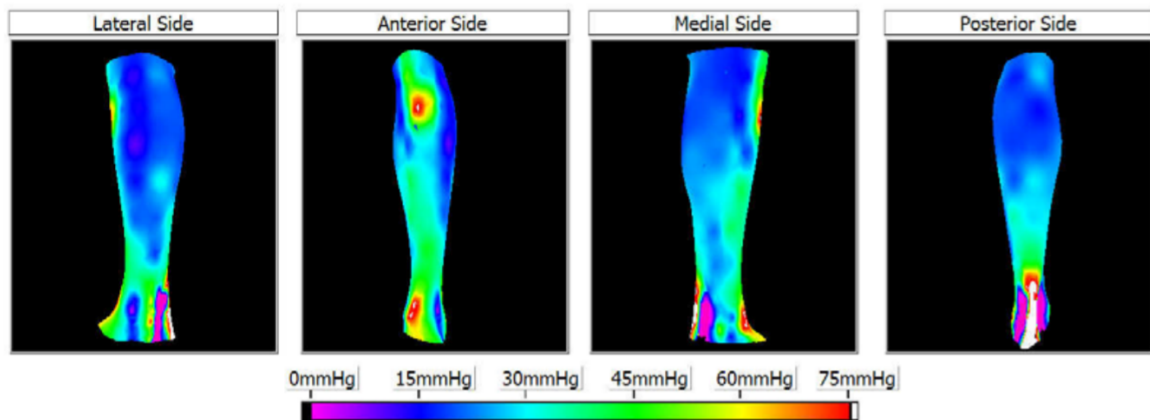 Lateral Side
Anterior Side
Medial Side
Posterior Side
0mmHg 15mmHg 30mmHg 45mmHg 60mmHg 75mmHg